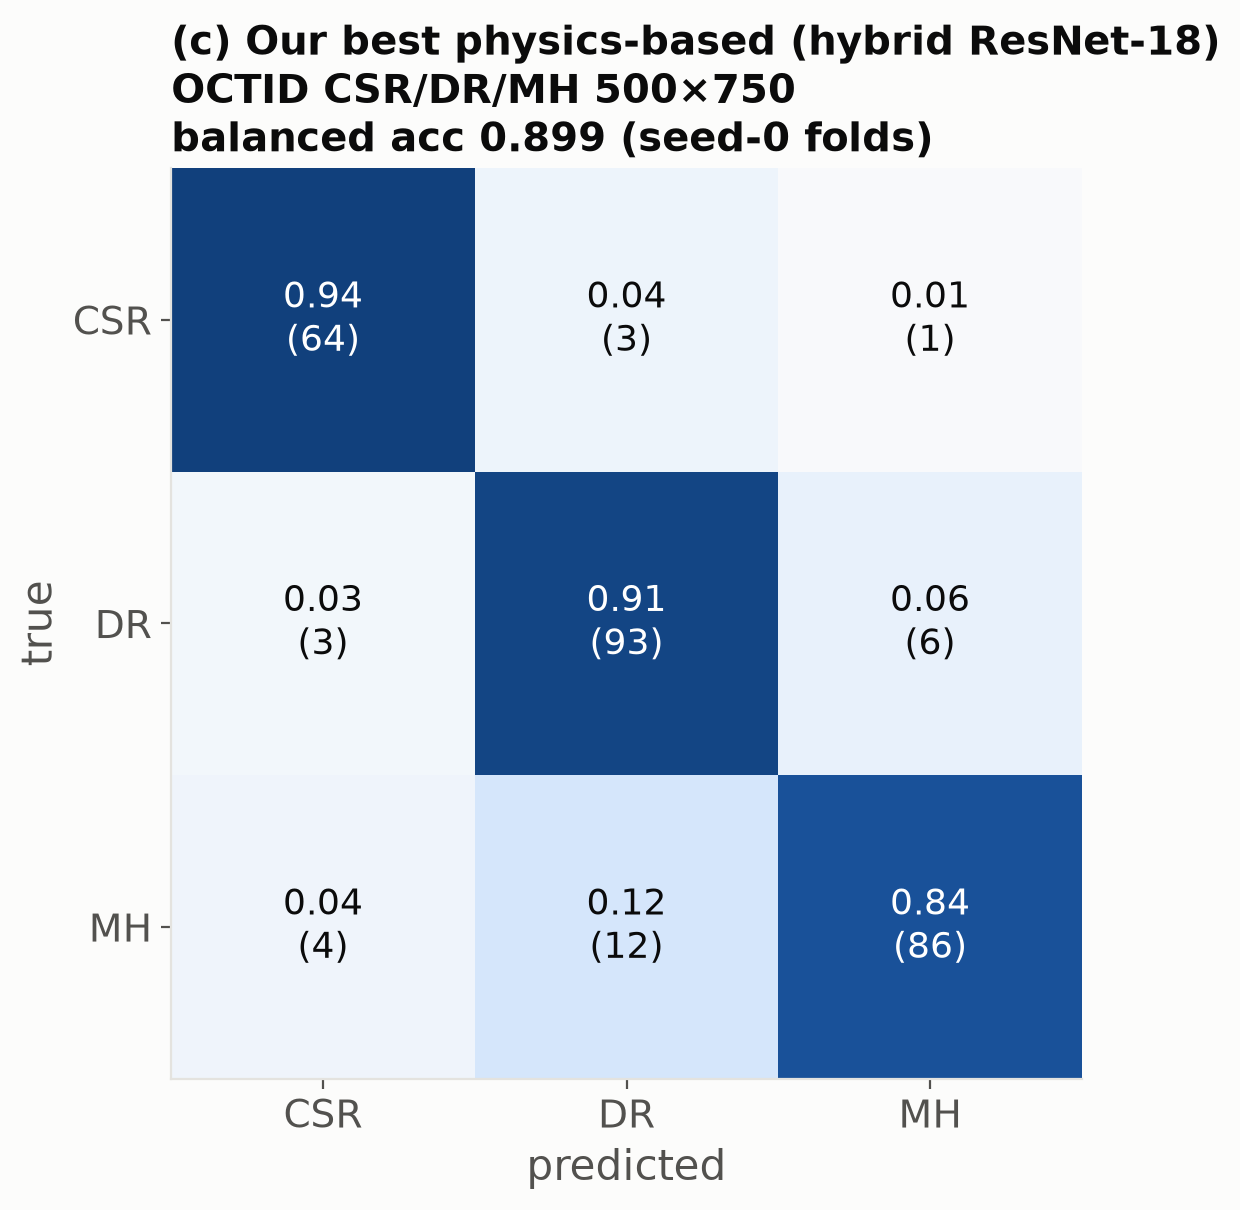 (c) Our best physics-based (hybrid ResNet-18)
OCTID CSR/DR/MH 500×750
balanced acc 0.899 (seed-0 folds)
true
CSR
0.94
(64)
0.04
(3)
0.01
(1)
DR
0.03
(3)
0.91
(93)
0.06
(6)
MH
0.04
(4)
0.12
(12)
0.84
(86)
CSR
DR
MH
predicted